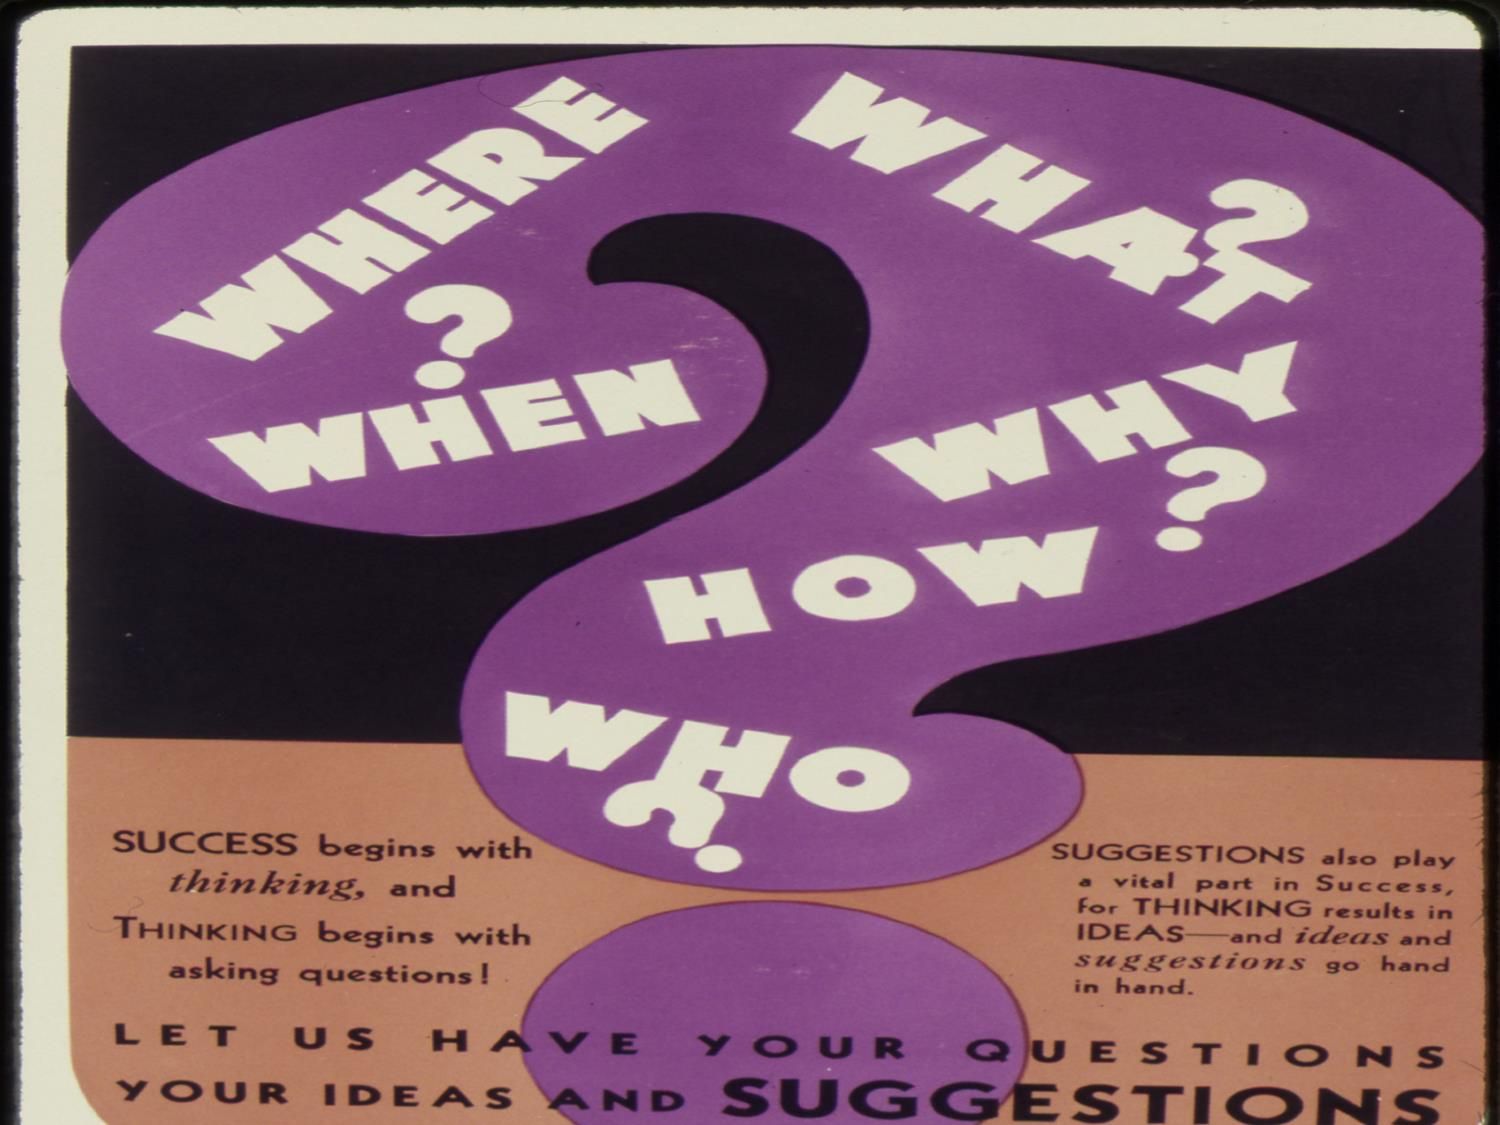 WHERE
?
WHEN
WHAT
?
WHY
?
HOW
WHO
?
SUCCESS begins with
thinking, and
THINKING begins with
asking questions!
SUGGESTIONS also play
a vital part in Success,
for THINKING results in
IDEAS—and ideas and
suggestions go hand
in hand.
LET US HAVE YOUR QUESTIONS
YOUR IDEAS AND SUGGESTIONS